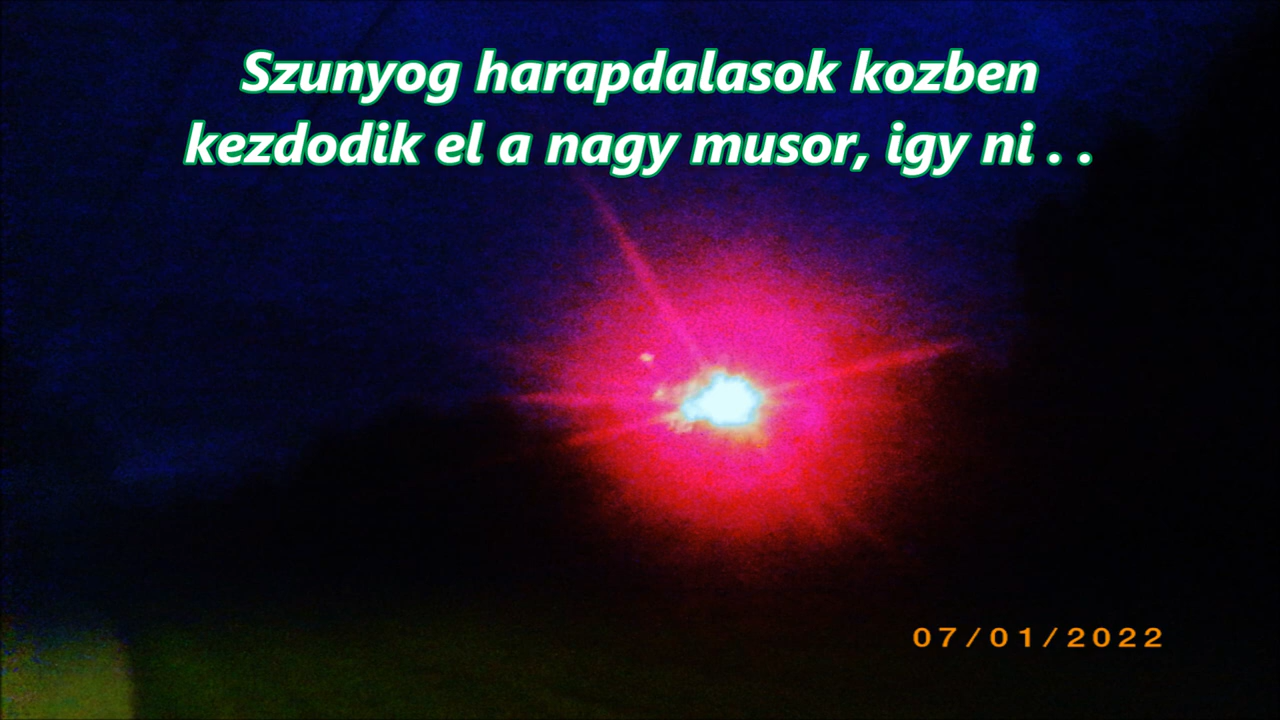 Szunyog harapdalasok kozben
kezdodik el a nagy musor, igy ni . .
07/01/2022